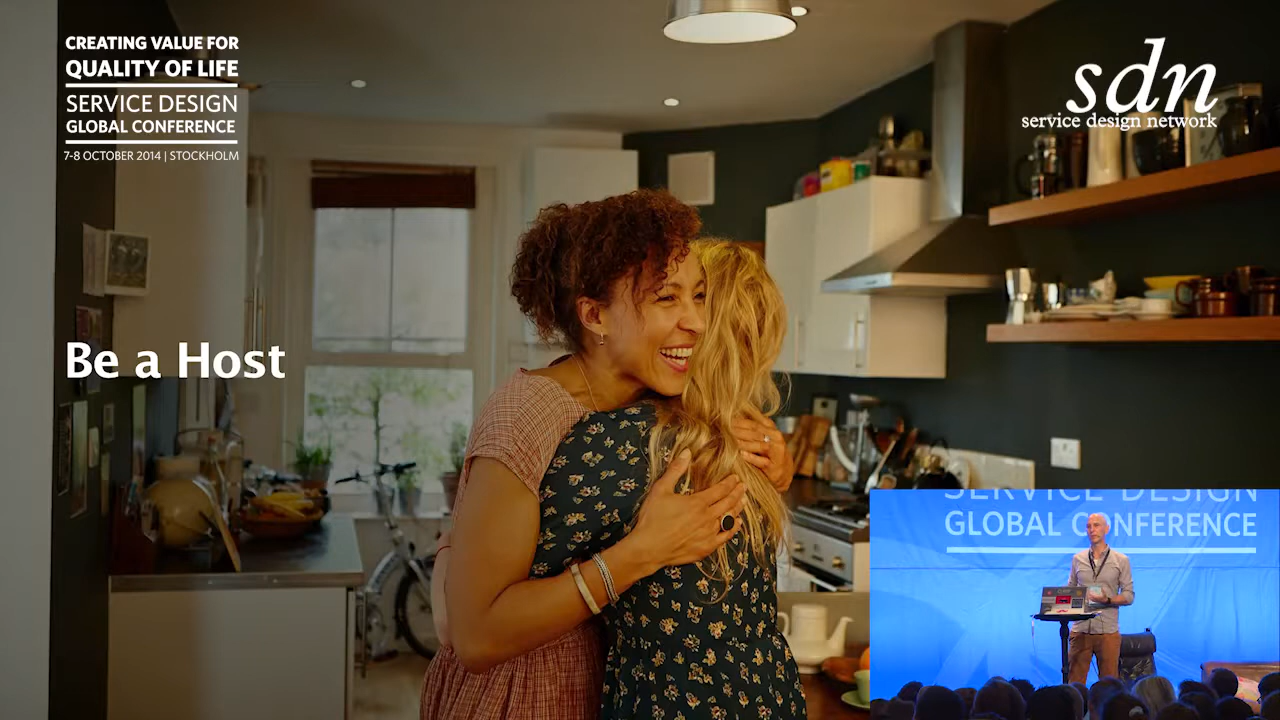 CREATING VALUE FOR
QUALITY OF LIFE
SERVICE DESIGN
GLOBAL CONFERENCE
7-8 OCTOBER 2014 | STOCKHOLM
sdn
service design network
Be a Host
SERVICE DESIGN
GLOBAL CONFERENCE